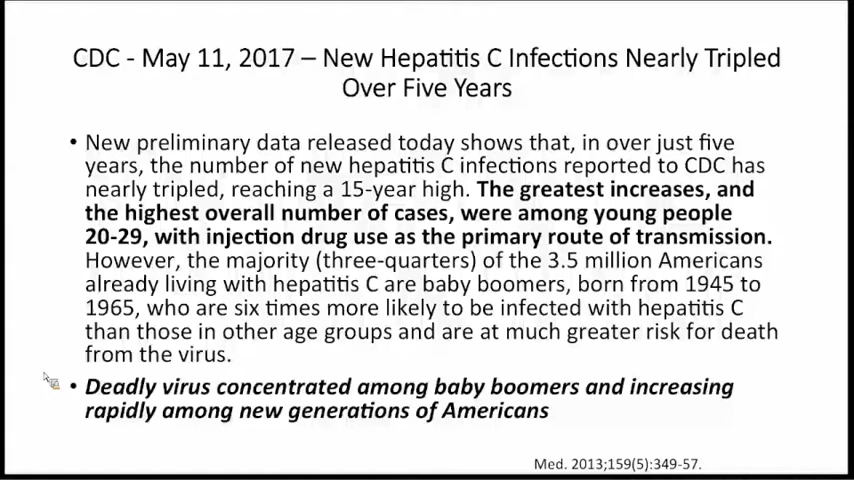 CDC - May 11, 2017 – New Hepatitis C Infections Nearly Tripled
Over Five Years
• New preliminary data released today shows that, in over just five
years, the number of new hepatitis C infections reported to CDC has
nearly tripled, reaching a 15-year high. The greatest increases, and
the highest overall number of cases, were among young people
20-29, with injection drug use as the primary route of transmission.
However, the majority (three-quarters) of the 3.5 million Americans
already living with hepatitis C are baby boomers, born from 1945 to
1965, who are six times more likely to be infected with hepatitis C
than those in other age groups and are at much greater risk for death
from the virus.
• Deadly virus concentrated among baby boomers and increasing
rapidly among new generations of Americans
Med. 2013;159(5):349-57.